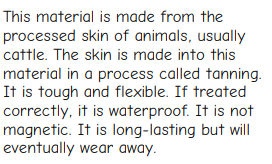 This material is made from the
processed skin of animals, usually
cattle. The skin is made into this
material in a process called tanning.
It is tough and flexible. If treated
correctly, it is waterproof. It is not
magnetic. It is long-lasting but will
eventually wear away.